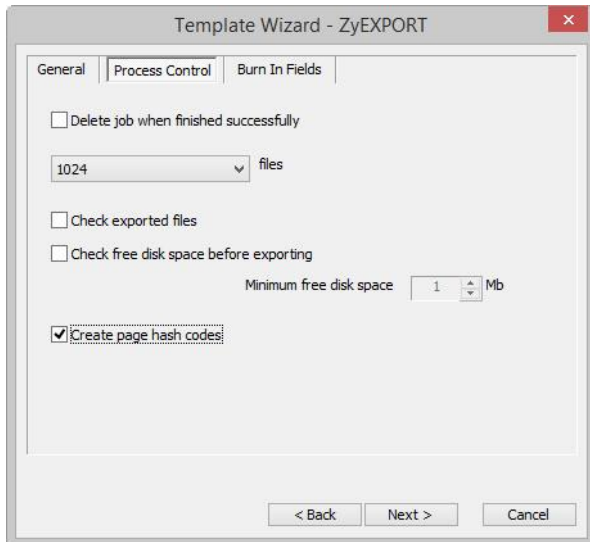 Template Wizard - ZyEXPORT
General Process Control Burn In Fields
Delete job when finished successfully
1024 files
Check exported files
Check free disk space before exporting
Minimum free disk space 1 Mb
Create page hash codes
< Back Next > Cancel